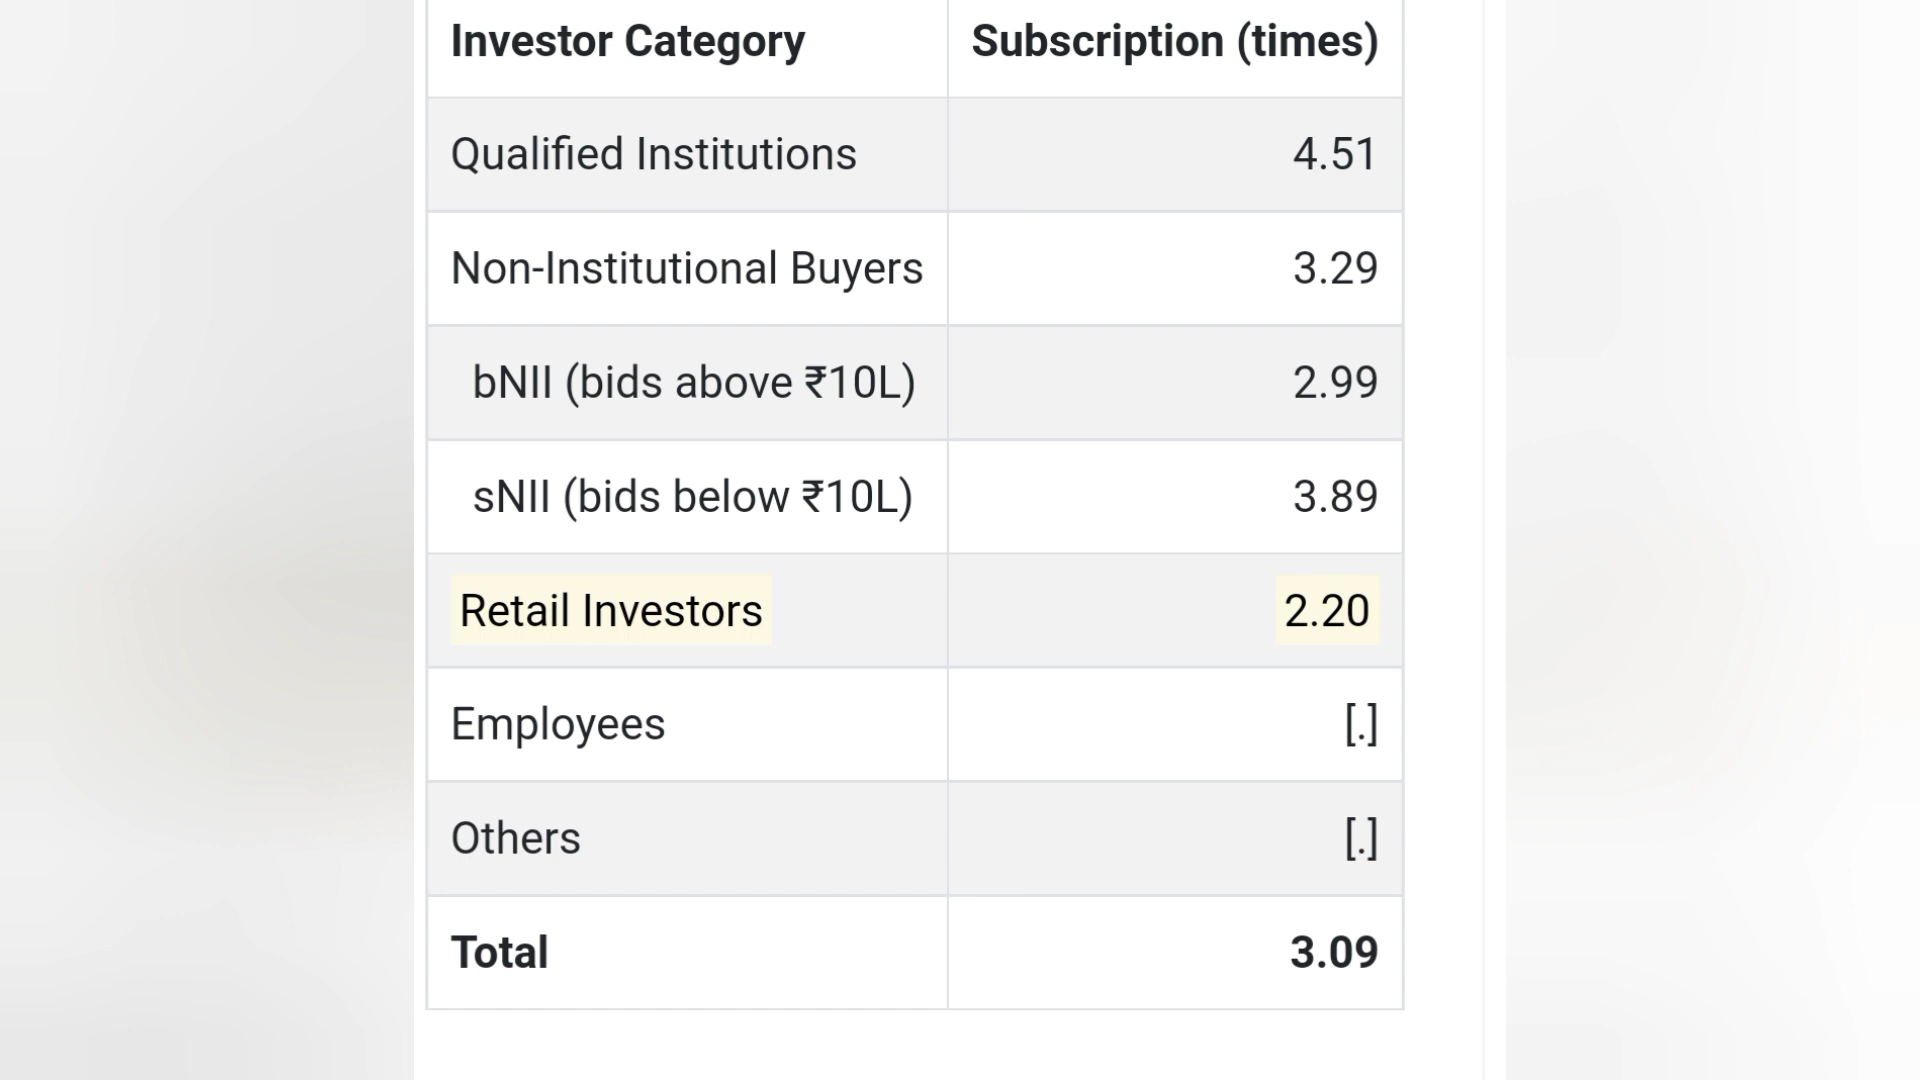 Investor Category Subscription (times)
Qualified Institutions 4.51
Non-Institutional Buyers 3.29
bNII (bids above ₹10L) 2.99
sNII (bids below ₹10L) 3.89
Retail Investors 2.20
Employees [.]
Others [.]
Total 3.09